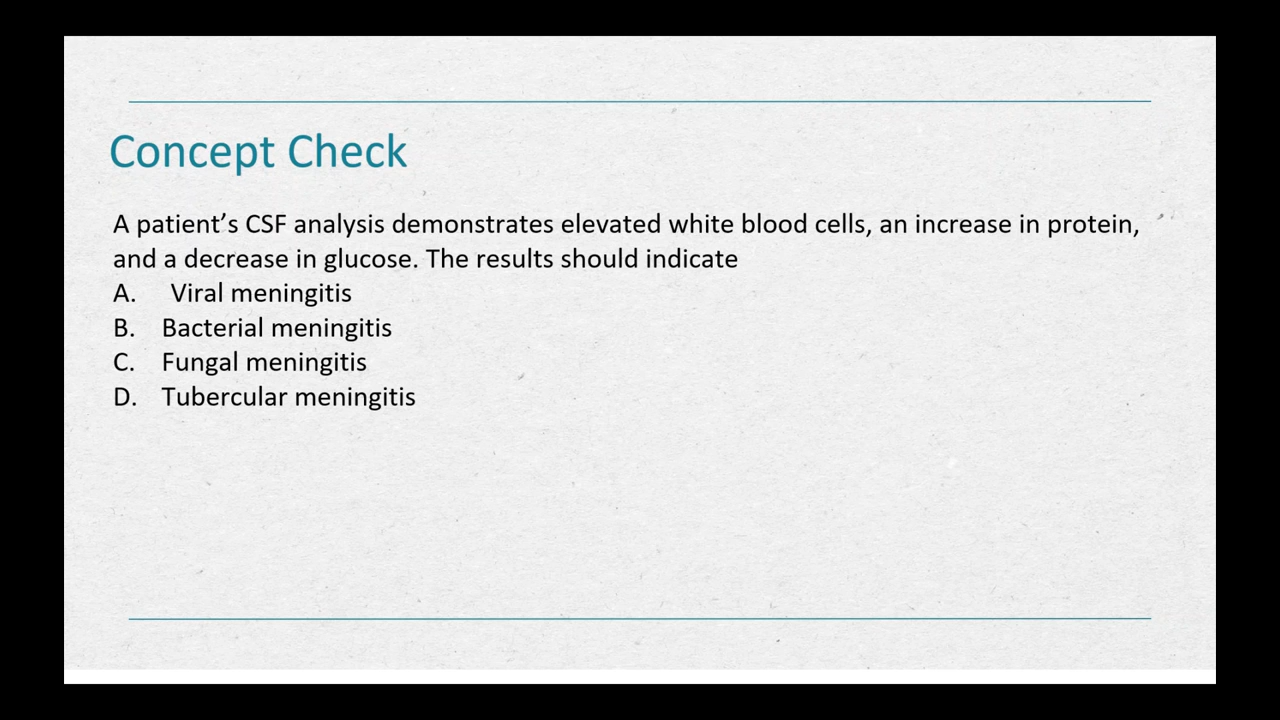 Concept Check
A patient’s CSF analysis demonstrates elevated white blood cells, an increase in protein,
and a decrease in glucose. The results should indicate
A. Viral meningitis
B. Bacterial meningitis
C. Fungal meningitis
D. Tubercular meningitis